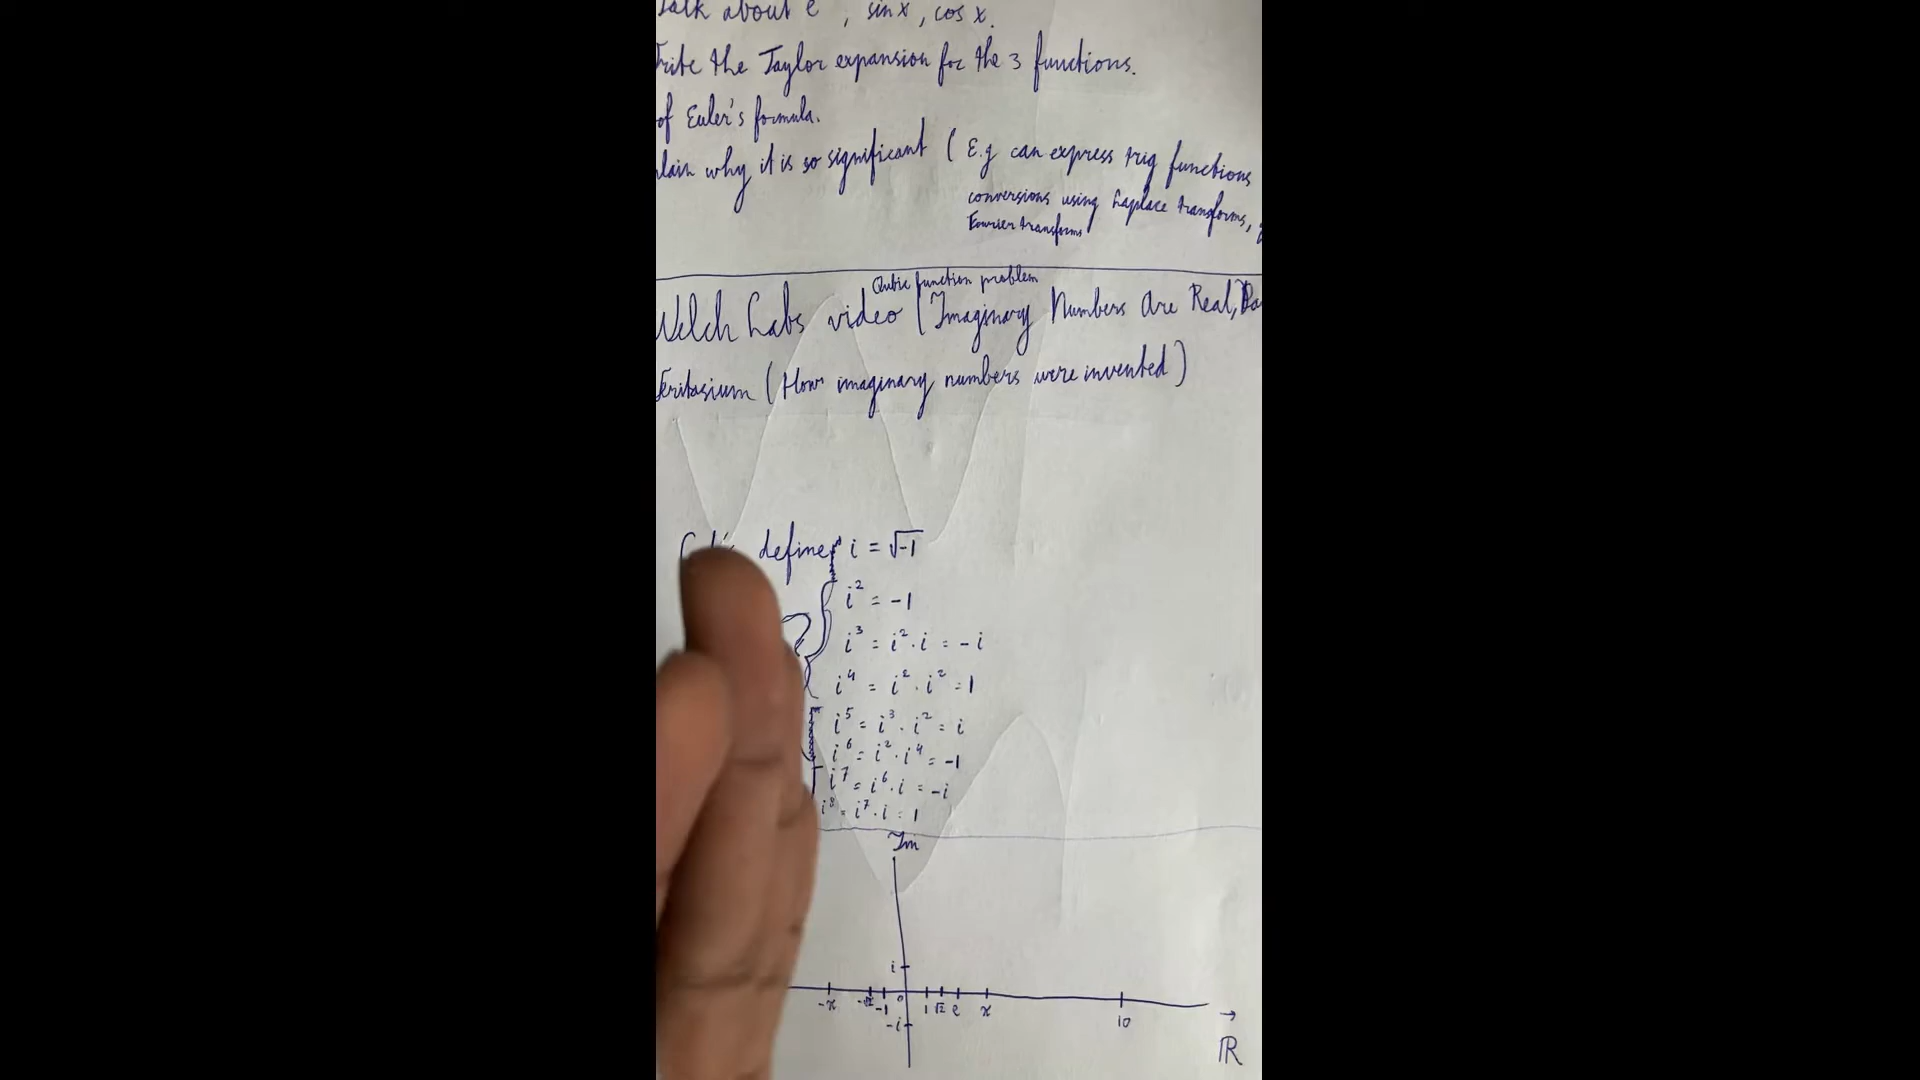 Talk about e , sin x , cos x .
rite the Taylor expansion for the 3 functions.
of Euler's formula.
lain why it is so significant ( E.g can express trig functions
conversions using Laplace transforms,
Fourier transforms
Qubic function problem
Welch Labs video ( Imaginary Numbers Are Real,
eritasium ( How imaginary numbers were invented )
define i = √-1
i² = -1
i³ = i² . i = -i
i⁴ = i² . i² = 1
i⁵ = i³ . i² = i
i⁶ = i² . i⁴ = -1
i⁷ = i⁶ . i = -i
i⁸ = i⁷ . i = 1
Im
i
-π -√2 -1 0 1 √2 e π 10
-i
→
ℝ